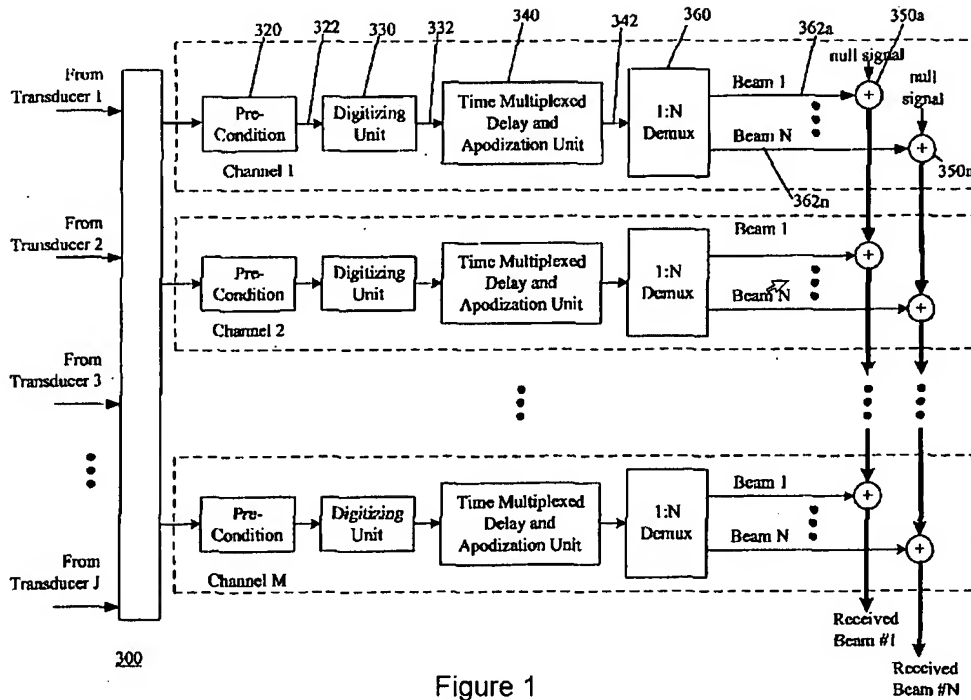 320
322
330
332
340
342
360
362a
350a
From
Transducer 1
Pre-
Condition
Digitizing
Unit
Time Multiplexed
Delay and
Apodization Unit
1:N
Demux
Beam 1
Beam N
null signal
null
signal
+
+
350n
362n
Channel 1
From
Transducer 2
Pre-
Condition
Digitizing
Unit
Time Multiplexed
Delay and
Apodization Unit
1:N
Demux
Beam 1
Beam N
+
+
Channel 2
From
Transducer 3
From
Transducer J
Pre-
Condition
Digitizing
Unit
Time Multiplexed
Delay and
Apodization Unit
1:N
Demux
Beam 1
Beam N
+
+
Channel M
Received
Beam #1
Received
Beam #N
300
Figure 1